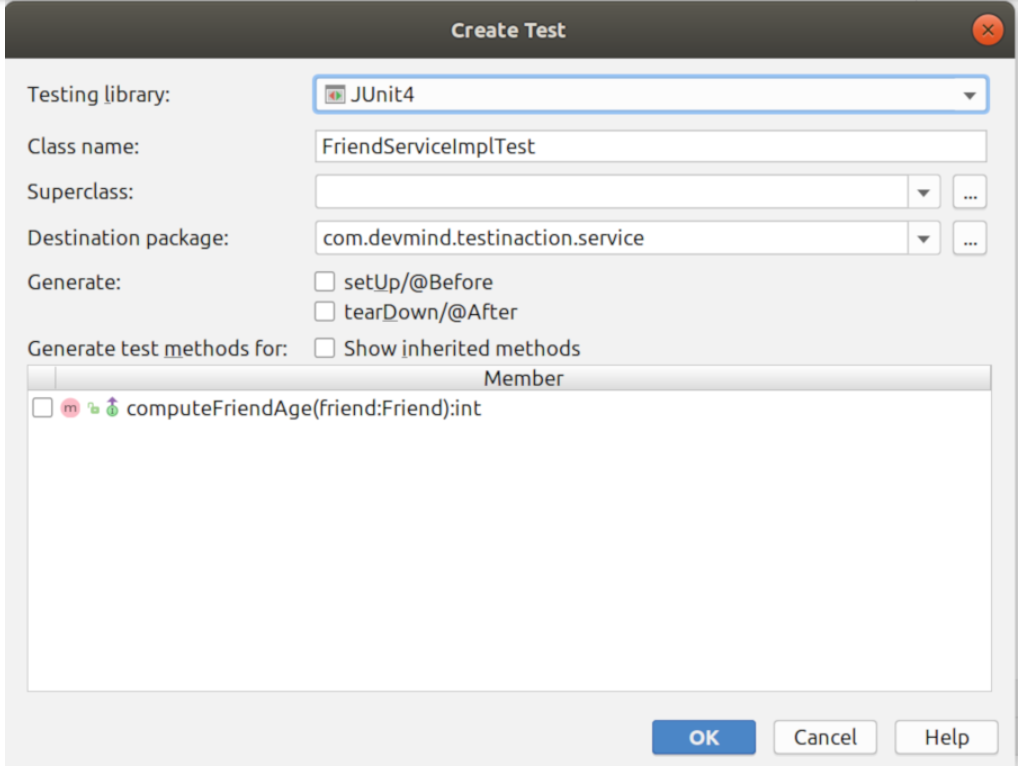 Create Test
Testing library: JUnit4
Class name: FriendServiceImplTest
Superclass: ...
Destination package: com.devmind.testinaction.service ...
Generate: setUp/@Before
tearDown/@After
Generate test methods for: Show inherited methods
Member
m computeFriendAge(friend:Friend):int
OK Cancel Help